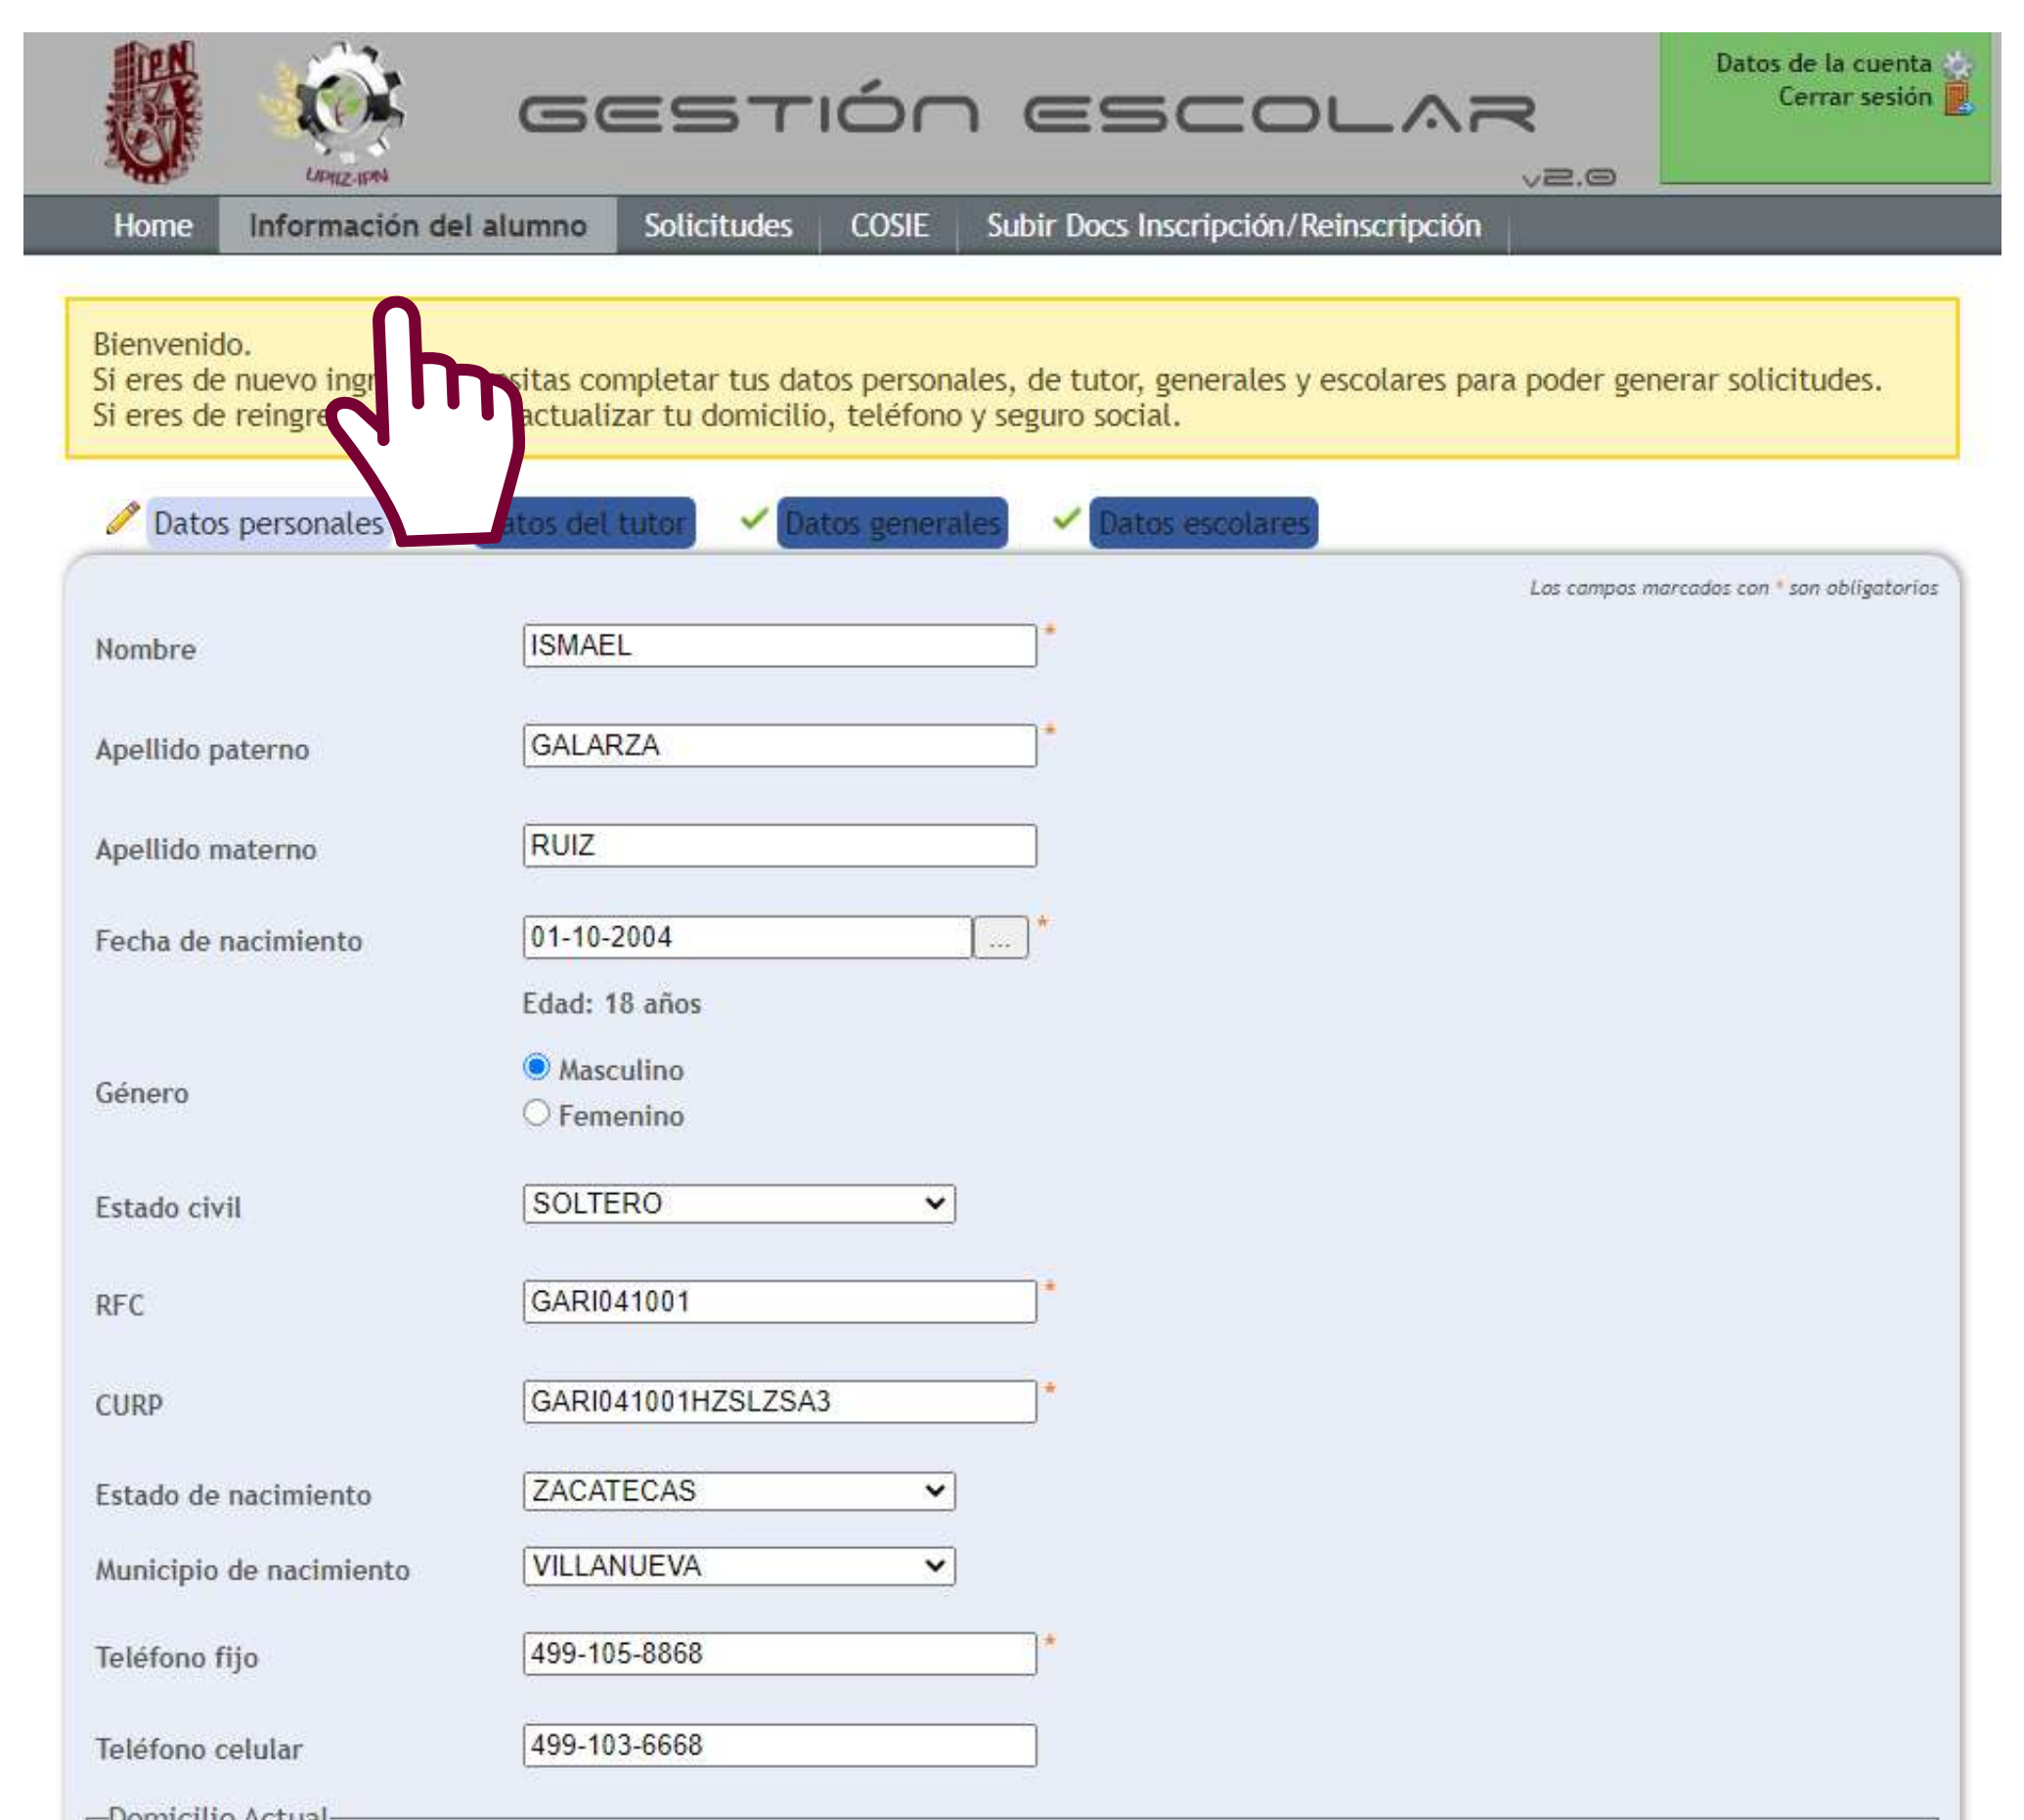 IPN
UPIIZ-IPN
GESTIÓN ESCOLAR
v2.0
Datos de la cuenta
Cerrar sesión
Home Información del alumno Solicitudes COSIE Subir Docs Inscripción/Reinscripción
Bienvenido.
Si eres de nuevo completar tus datos personales, de tutor, generales y escolares para poder generar solicitudes.
Si eres de actualizar tu domicilio, teléfono y seguro social.
Datos personales del tutor Datos generales Datos escolares
Los campos marcados con * son obligatorios
Nombre ISMAEL *
Apellido paterno GALARZA *
Apellido materno RUIZ
Fecha de nacimiento 01-10-2004 ... *
Edad: 18 años
Género
Masculino
Femenino
Estado civil SOLTERO
RFC GARI041001 *
CURP GARI041001HZSLZSA3 *
Estado de nacimiento ZACATECAS
Municipio de nacimiento VILLANUEVA
Teléfono fijo 499-105-8868 *
Teléfono celular 499-103-6668
Domicilio Actual